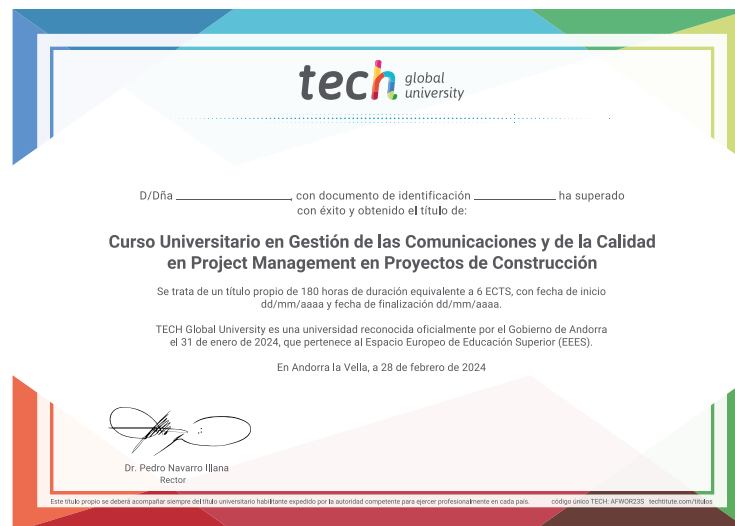 tech global university
D/Dña ____________________, con documento de identificación ______________ ha superado
con éxito y obtenido el título de:
Curso Universitario en Gestión de las Comunicaciones y de la Calidad
en Project Management en Proyectos de Construcción
Se trata de un título propio de 180 horas de duración equivalente a 6 ECTS, con fecha de inicio
dd/mm/aaaa y fecha de finalización dd/mm/aaaa.
TECH Global University es una universidad reconocida oficialmente por el Gobierno de Andorra
el 31 de enero de 2024, que pertenece al Espacio Europeo de Educación Superior (EEES).
En Andorra la Vella, a 28 de febrero de 2024
Dr. Pedro Navarro Illana
Rector
Este título propio se deberá acompañar siempre del título universitario habilitante expedido por la autoridad competente para ejercer profesionalmente en cada país. código único TECH: AFWOR23S techtitute.com/titulos